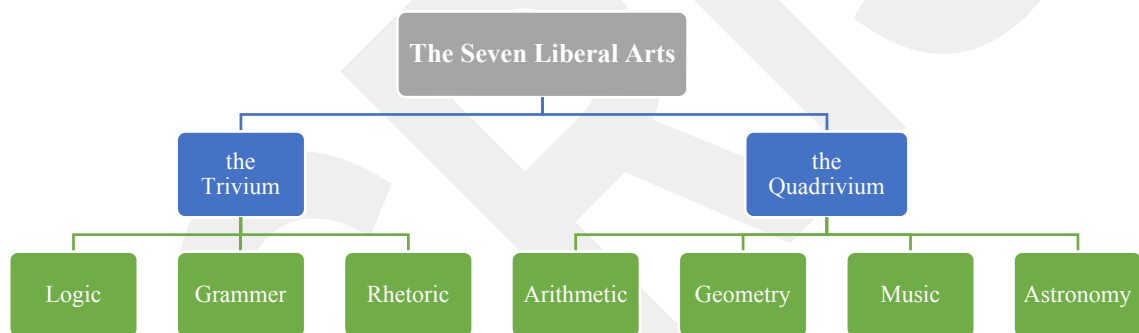 The Seven Liberal Arts
the
Trivium
the
Quadrivium
Logic
Grammer
Rhetoric
Arithmetic
Geometry
Music
Astronomy